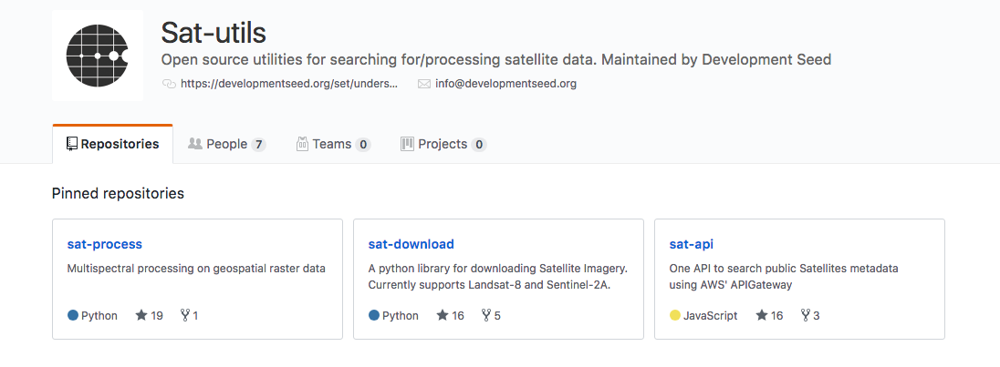 Sat-utils
Open source utilities for searching for/processing satellite data. Maintained by Development Seed
https://developmentseed.org/set/unders... info@developmentseed.org
Repositories People 7 Teams 0 Projects 0
Pinned repositories
sat-process
Multispectral processing on geospatial raster data
Python 19 1
sat-download
A python library for downloading Satellite Imagery.
Currently supports Landsat-8 and Sentinel-2A.
Python 16 5
sat-api
One API to search public Satellites metadata
using AWS' APIGateway
JavaScript 16 3